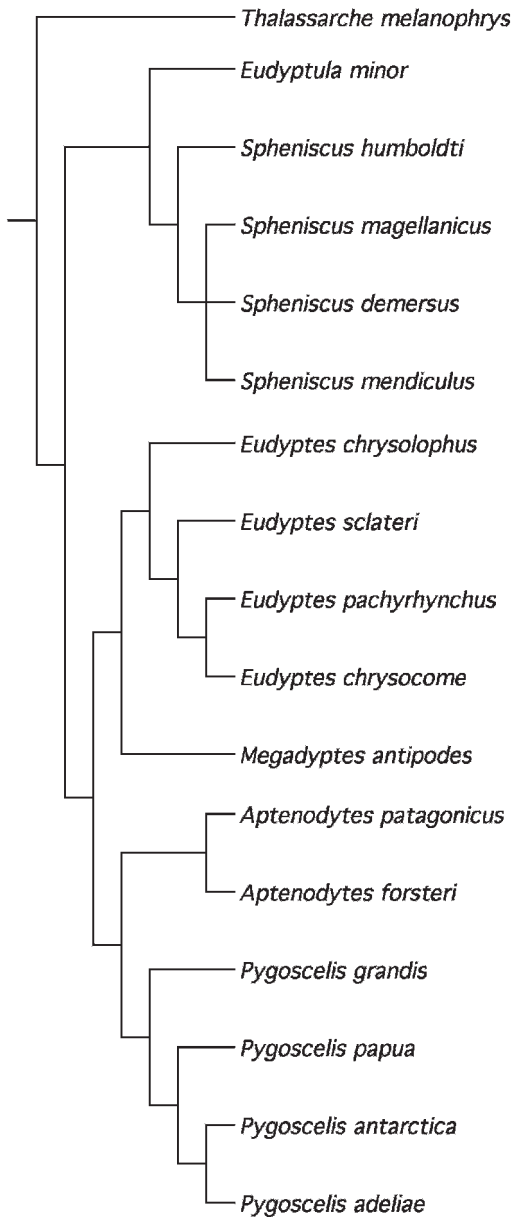 Thalassarche melanophrys
Eudyptula minor
Spheniscus humboldti
Spheniscus magellanicus
Spheniscus demersus
Spheniscus mendiculus
Eudyptes chrysolophus
Eudyptes sclateri
Eudyptes pachyrhynchus
Eudyptes chrysocome
Megadyptes antipodes
Aptenodytes patagonicus
Aptenodytes forsteri
Pygoscelis grandis
Pygoscelis papua
Pygoscelis antarctica
Pygoscelis adeliae